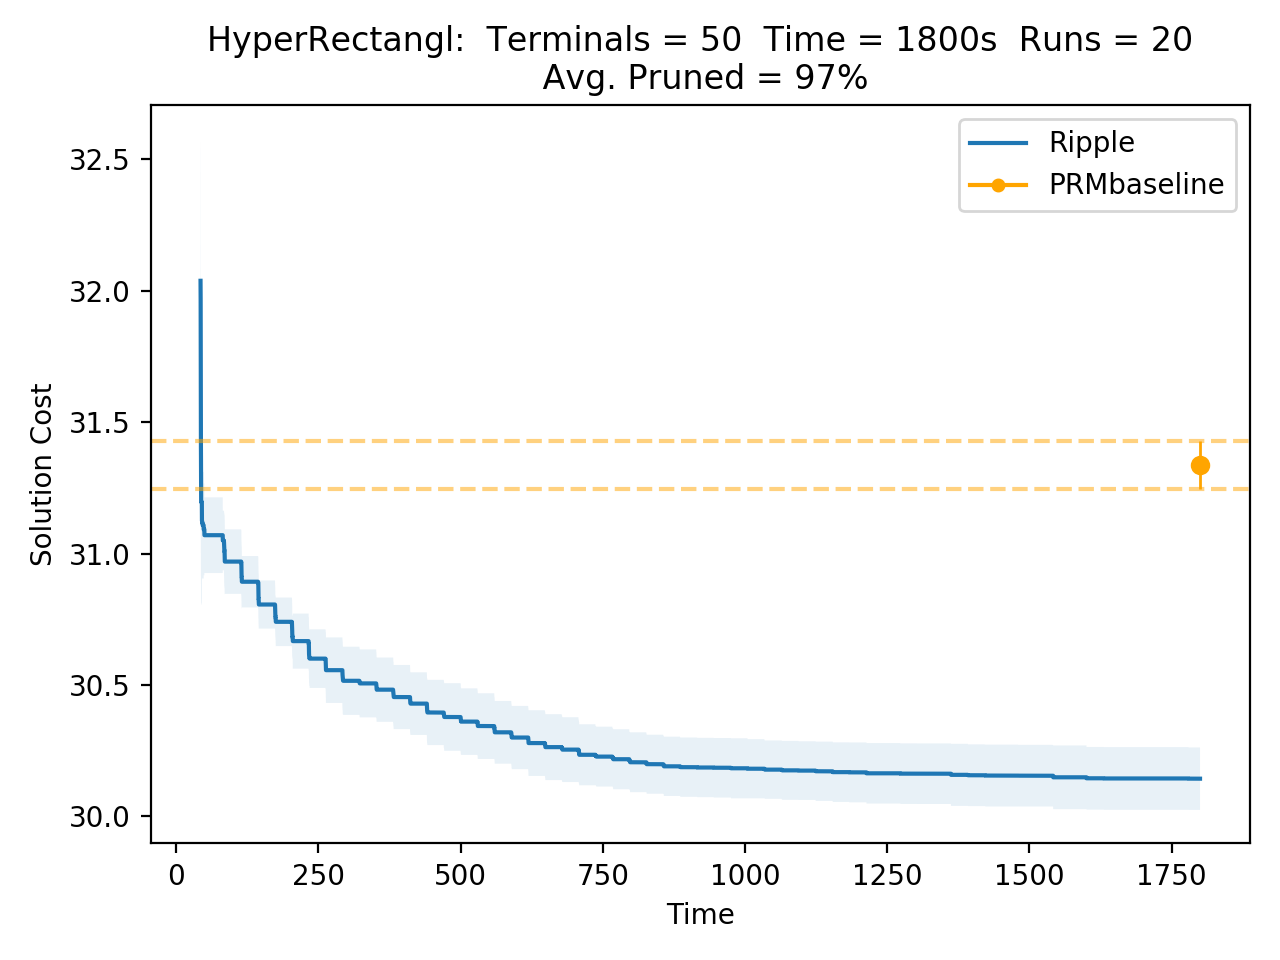 HyperRectangl:  Terminals = 50  Time = 1800s  Runs = 20
Avg. Pruned = 97%
Ripple
PRMbaseline
Solution Cost
32.5
32.0
31.5
31.0
30.5
30.0
0 250 500 750 1000 1250 1500 1750
Time